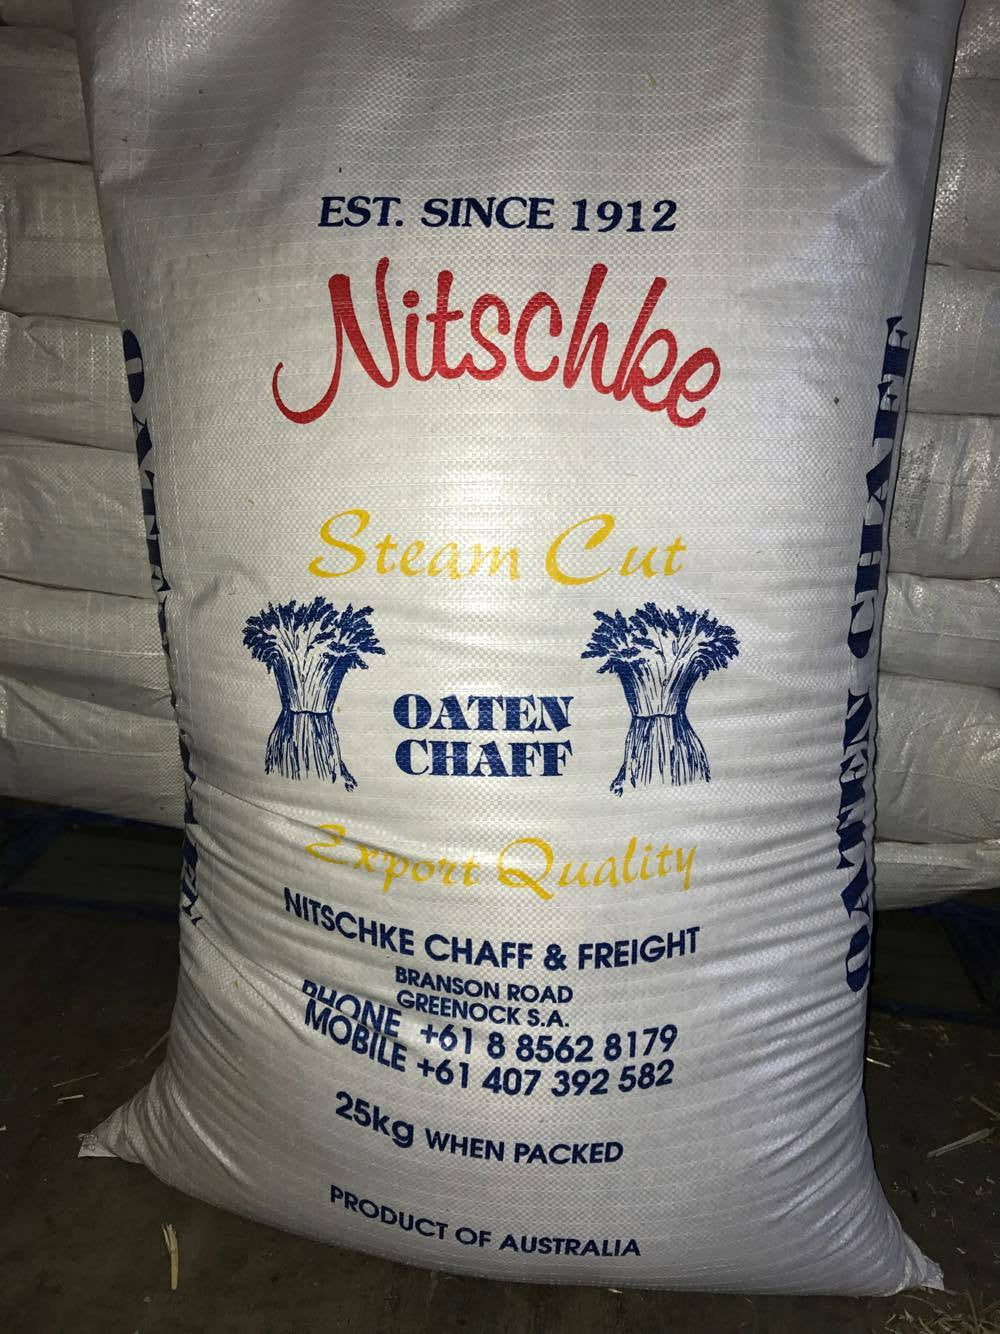 EST. SINCE 1912
Nitschke
Steam Cut
OATEN
CHAFF
Export Quality
NITSCHKE CHAFF & FREIGHT
BRANSON ROAD
GREENOCK S.A.
PHONE +61 8 8562 8179
MOBILE +61 407 392 582
25kg WHEN PACKED
PRODUCT OF AUSTRALIA
OATEN CHAFF